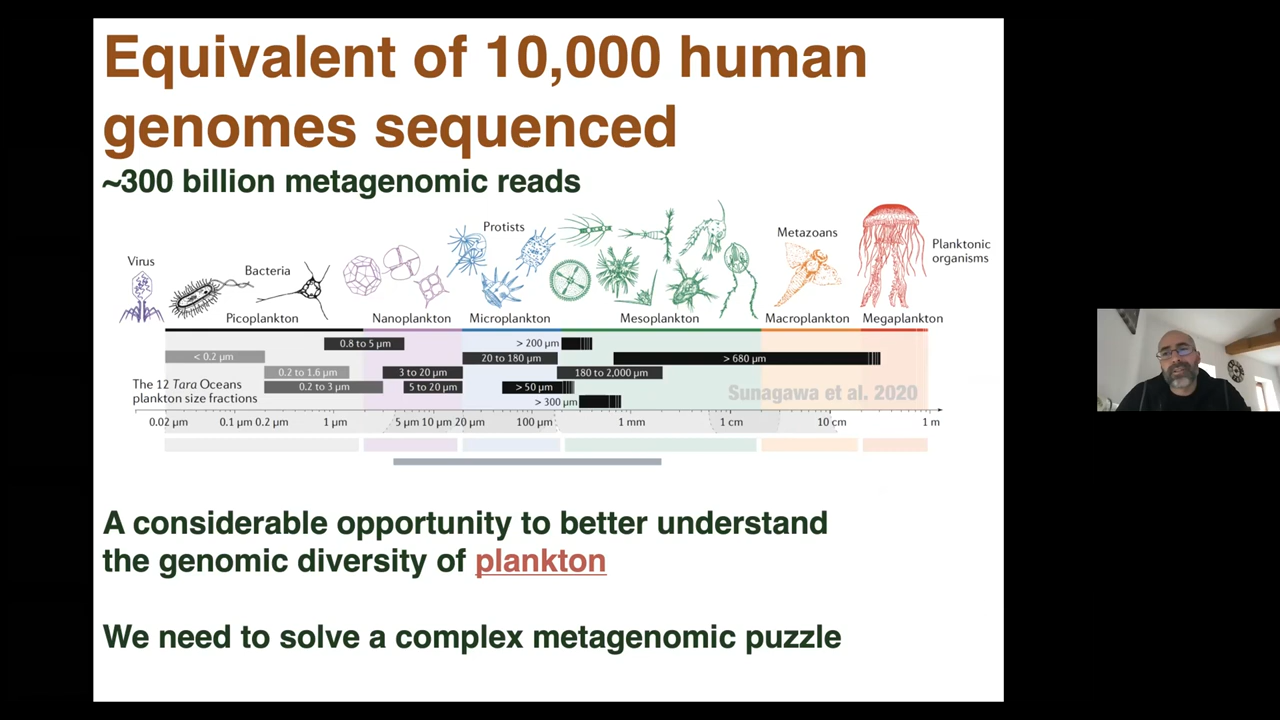 Equivalent of 10,000 human
genomes sequenced
~300 billion metagenomic reads
Virus
Bacteria
Protists
Metazoans
Planktonic
organisms
Picoplankton
Nanoplankton
Microplankton
Mesoplankton
Macroplankton
Megaplankton
0.8 to 5 µm
> 200 µm
< 0.2 µm
20 to 180 µm
> 680 µm
0.2 to 1.6 µm
3 to 20 µm
180 to 2,000 µm
The 12 Tara Oceans
plankton size fractions
0.2 to 3 µm
5 to 20 µm
> 50 µm
Sunagawa et al. 2020
> 300 µm
0.02 µm 0.1 µm 0.2 µm 1 µm 5 µm 10 µm 20 µm 100 µm 1 mm 1 cm 10 cm 1 m
A considerable opportunity to better understand
the genomic diversity of plankton
We need to solve a complex metagenomic puzzle